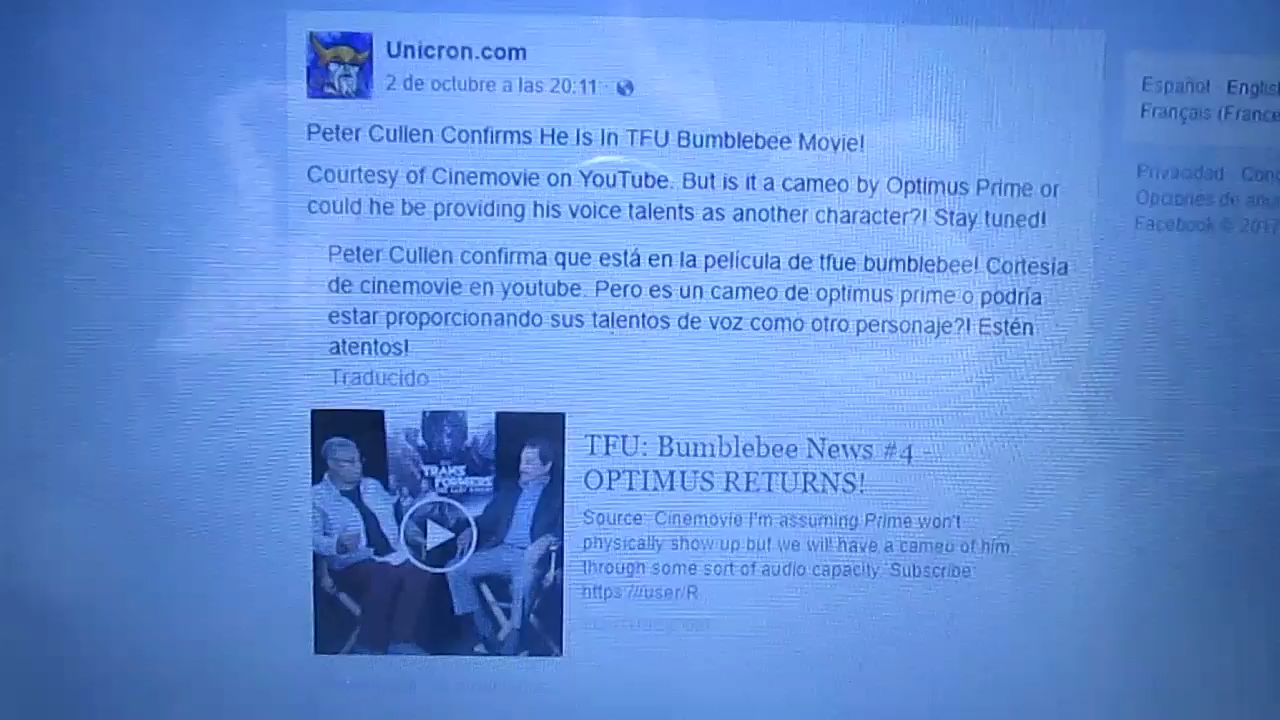 Unicron.com
2 de octubre a las 20:11
Peter Cullen Confirms He Is In TFU Bumblebee Movie!
Courtesy of Cinemovie on YouTube. But is it a cameo by Optimus Prime or
could he be providing his voice talents as another character?! Stay tuned!
Peter Cullen confirma que está en la película de tfue bumblebee! Cortesía
de cinemovie en youtube. Pero es un cameo de optimus prime o podría
estar proporcionando sus talentos de voz como otro personaje?! Estén
atentos!
Traducido
TRANS
FORMERS
TFU: Bumblebee News #4 -
OPTIMUS RETURNS!
Source: Cinemovie I'm assuming Prime won't
physically show up but we will have a cameo of him
through some sort of audio capacity. Subscribe:
https://user/R
Español English
Français (France
Privacidad
Opciones de
Facebook © 2017